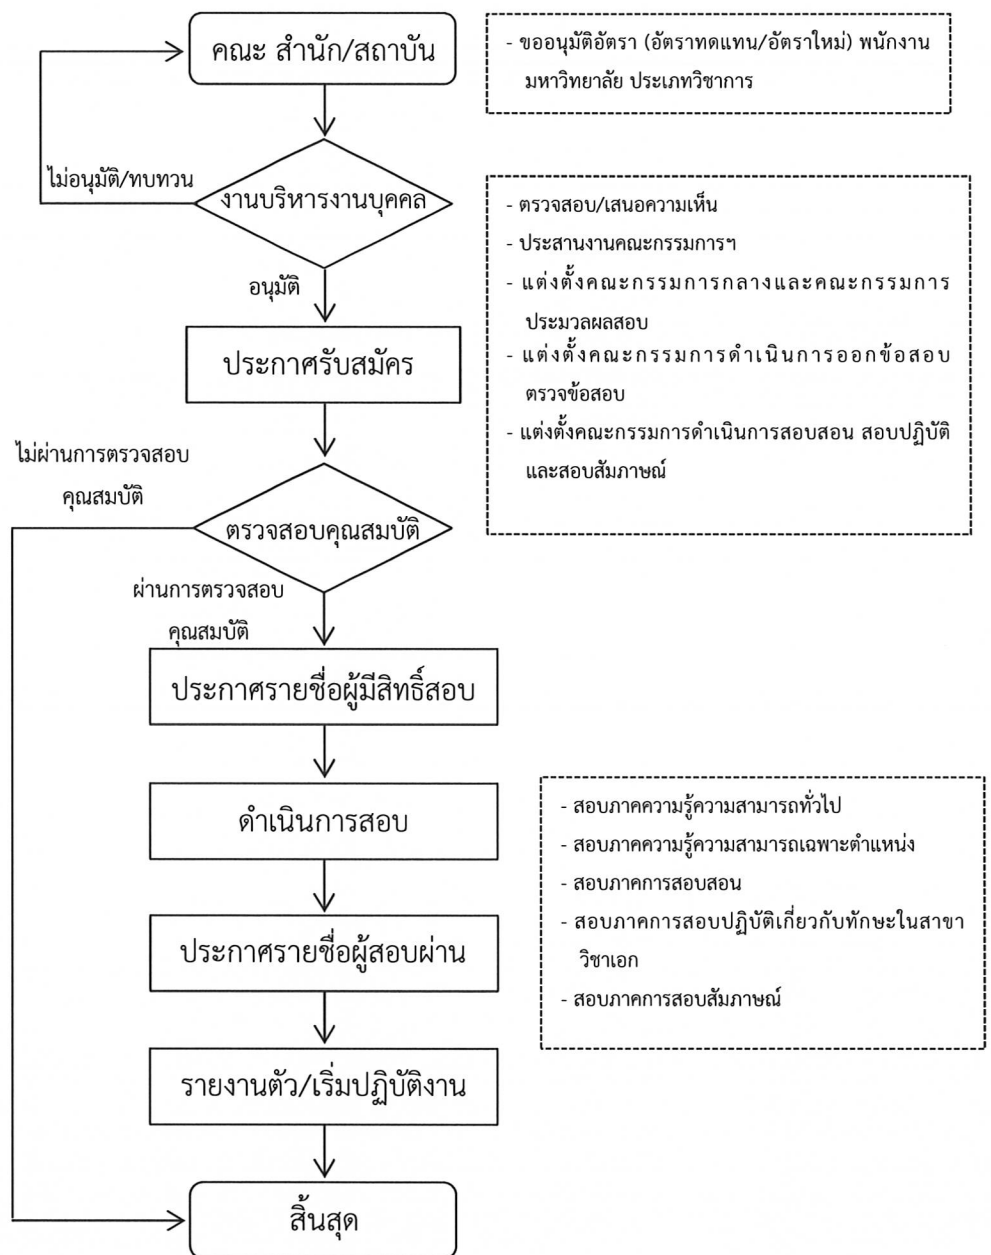 คณะ สำนัก/สถาบัน
- ขออนุมัติอัตรา (อัตราทดแทน/อัตราใหม่) พนักงาน
มหาวิทยาลัย ประเภทวิชาการ
ไม่อนุมัติ/ทบทวน
งานบริหารงานบุคคล
- ตรวจสอบ/เสนอความเห็น
- ประสานงานคณะกรรมการฯ
- แต่งตั้งคณะกรรมการกลางและคณะกรรมการ
ประมวลผลสอบ
- แต่งตั้งคณะกรรมการดำเนินการออกข้อสอบ
ตรวจข้อสอบ
- แต่งตั้งคณะกรรมการดำเนินการสอบสอน สอบปฏิบัติ
และสอบสัมภาษณ์
อนุมัติ
ประกาศรับสมัคร
ไม่ผ่านการตรวจสอบ
คุณสมบัติ
ตรวจสอบคุณสมบัติ
ผ่านการตรวจสอบ
คุณสมบัติ
ประกาศรายชื่อผู้มีสิทธิ์สอบ
ดำเนินการสอบ
- สอบภาคความรู้ความสามารถทั่วไป
- สอบภาคความรู้ความสามารถเฉพาะตำแหน่ง
- สอบภาคการสอบสอน
- สอบภาคการสอบปฏิบัติเกี่ยวกับทักษะในสาขา
วิชาเอก
- สอบภาคการสอบสัมภาษณ์
ประกาศรายชื่อผู้สอบผ่าน
รายงานตัว/เริ่มปฏิบัติงาน
สิ้นสุด